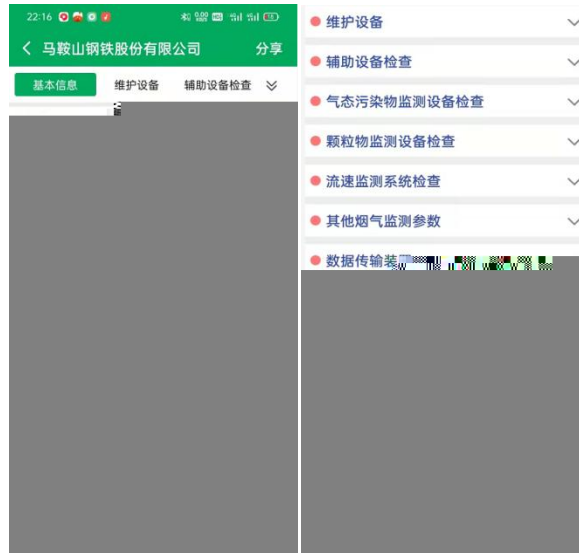 22:16
马鞍山钢铁股份有限公司 分享
基本信息 维护设备 辅助设备检查
维护设备
辅助设备检查
气态污染物监测设备检查
颗粒物监测设备检查
流速监测系统检查
其他烟气监测参数
数据传输装